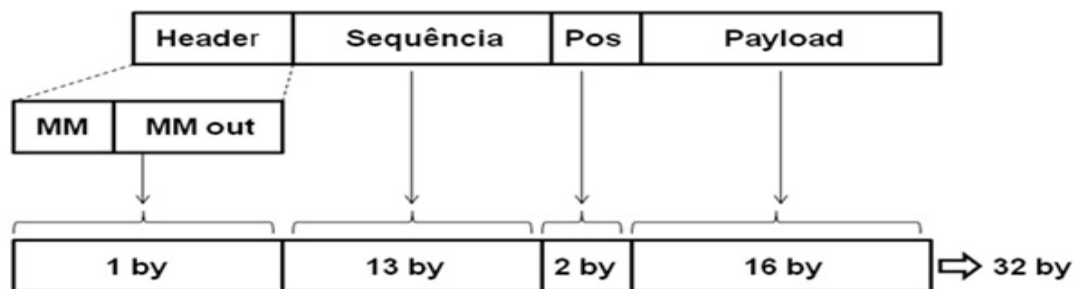 Header Sequência Pos Payload
MM MM out
1 by 13 by 2 by 16 by 32 by